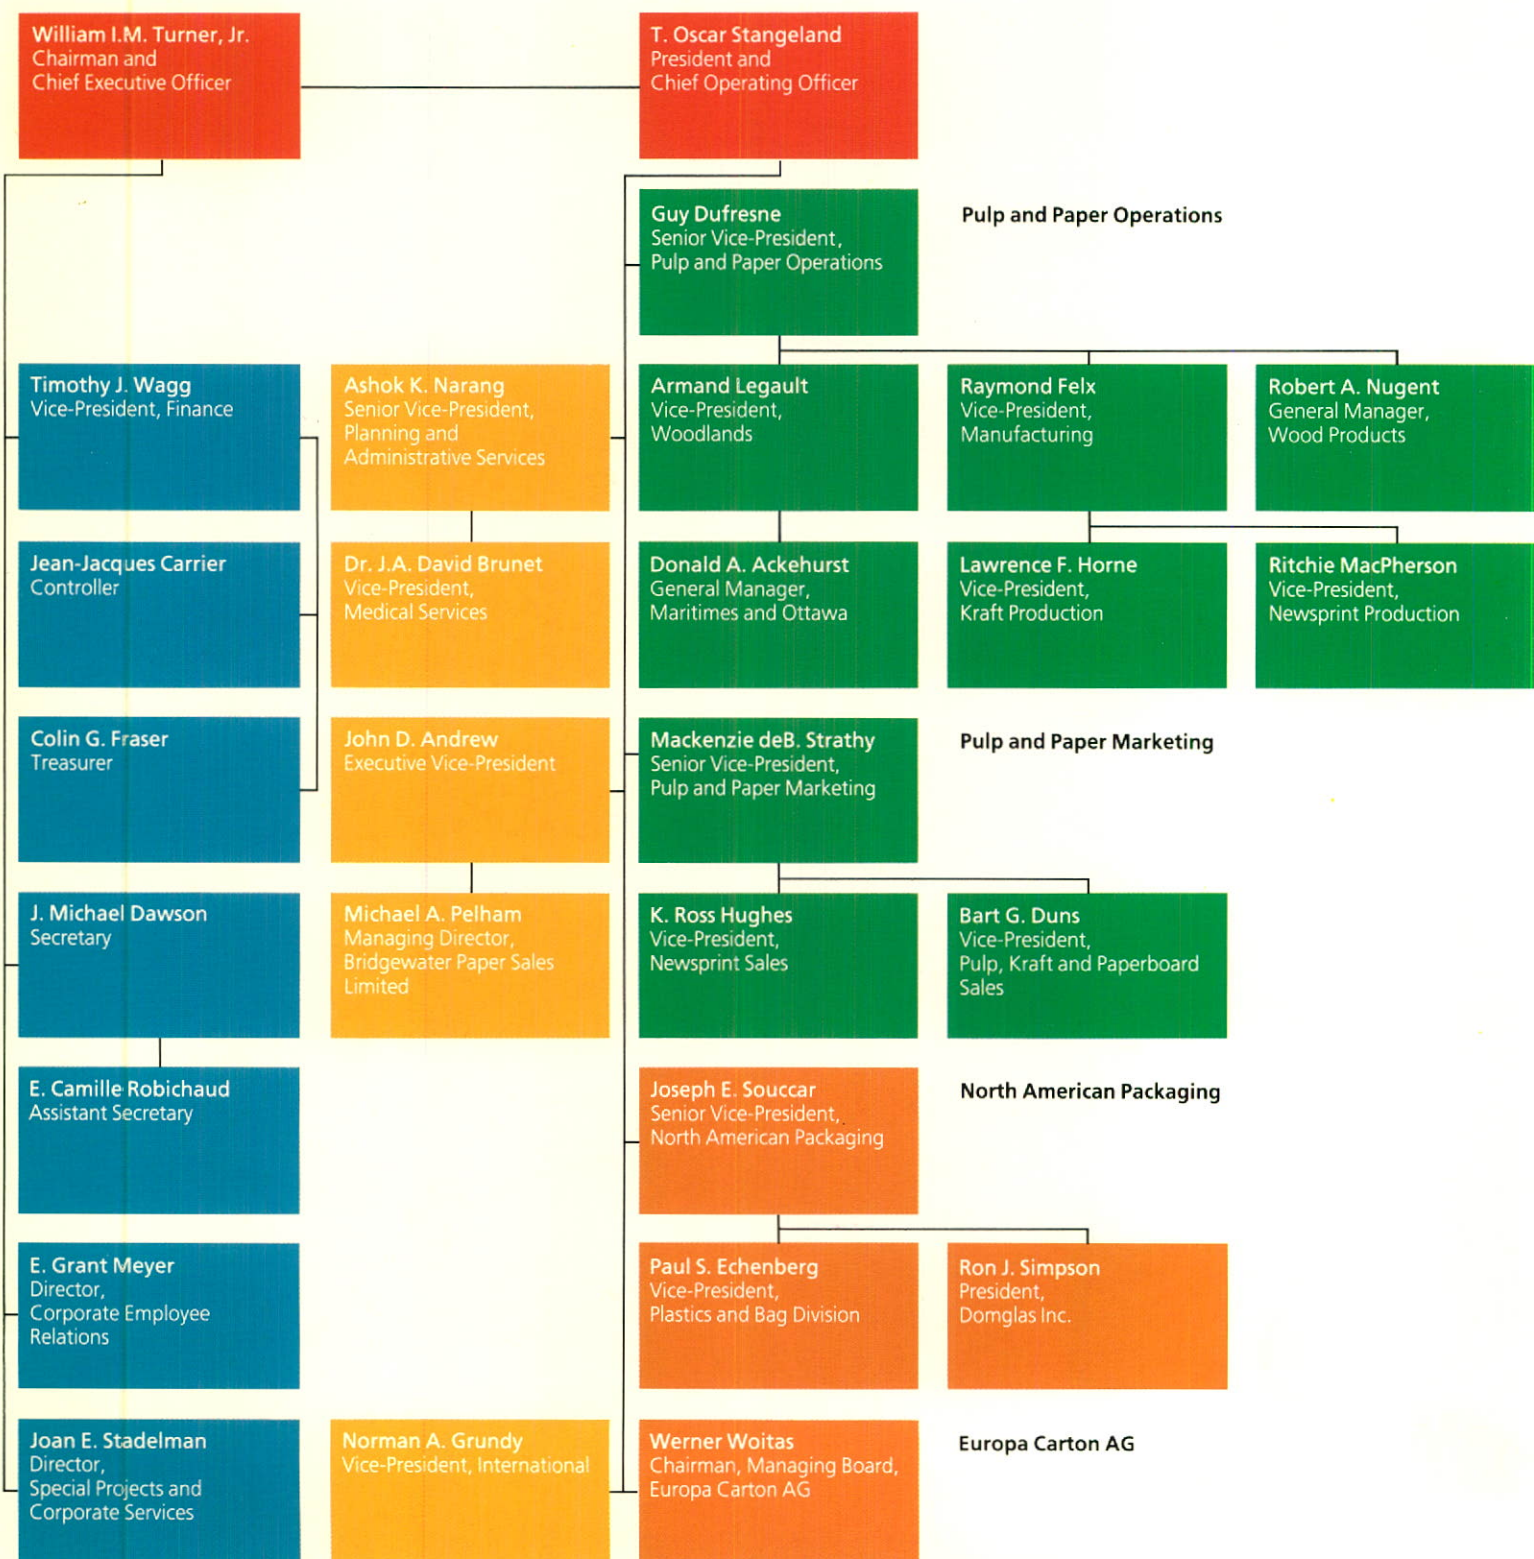 William I.M. Turner, Jr.
Chairman and
Chief Executive Officer
T. Oscar Stangeland
President and
Chief Operating Officer
Guy Dufresne
Senior Vice-President,
Pulp and Paper Operations
Pulp and Paper Operations
Timothy J. Wagg
Vice-President, Finance
Ashok K. Narang
Senior Vice-President,
Planning and
Administrative Services
Armand Legault
Vice-President,
Woodlands
Raymond Felx
Vice-President,
Manufacturing
Robert A. Nugent
General Manager,
Wood Products
Jean-Jacques Carrier
Controller
Dr. J.A. David Brunet
Vice-President,
Medical Services
Donald A. Ackehurst
General Manager,
Maritimes and Ottawa
Lawrence F. Horne
Vice-President,
Kraft Production
Ritchie MacPherson
Vice-President,
Newsprint Production
Colin G. Fraser
Treasurer
John D. Andrew
Executive Vice-President
Mackenzie deB. Strathy
Senior Vice-President,
Pulp and Paper Marketing
Pulp and Paper Marketing
J. Michael Dawson
Secretary
Michael A. Pelham
Managing Director,
Bridgewater Paper Sales
Limited
K. Ross Hughes
Vice-President,
Newsprint Sales
Bart G. Duns
Vice-President,
Pulp, Kraft and Paperboard
Sales
E. Camille Robichaud
Assistant Secretary
Joseph E. Souccar
Senior Vice-President,
North American Packaging
North American Packaging
E. Grant Meyer
Director,
Corporate Employee
Relations
Paul S. Echenberg
Vice-President,
Plastics and Bag Division
Ron J. Simpson
President,
Domglas Inc.
Joan E. Stadelman
Director,
Special Projects and
Corporate Services
Norman A. Grundy
Vice-President, International
Werner Woitas
Chairman, Managing Board,
Europa Carton AG
Europa Carton AG